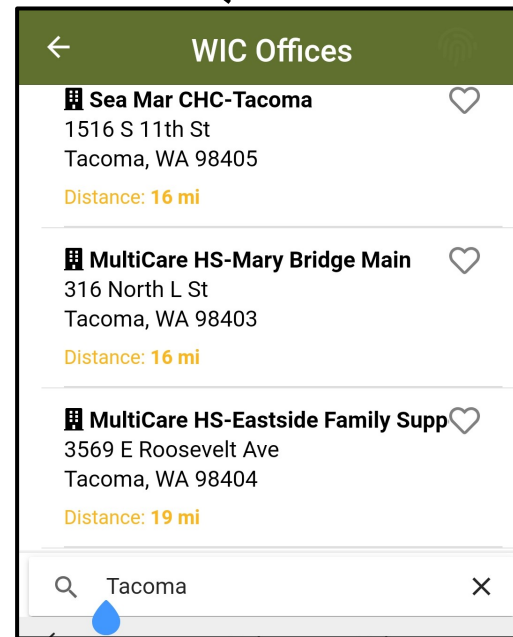 WIC Offices
Sea Mar CHC-Tacoma
1516 S 11th St
Tacoma, WA 98405
Distance: 16 mi
MultiCare HS-Mary Bridge Main
316 North L St
Tacoma, WA 98403
Distance: 16 mi
MultiCare HS-Eastside Family Supp
3569 E Roosevelt Ave
Tacoma, WA 98404
Distance: 19 mi
Tacoma